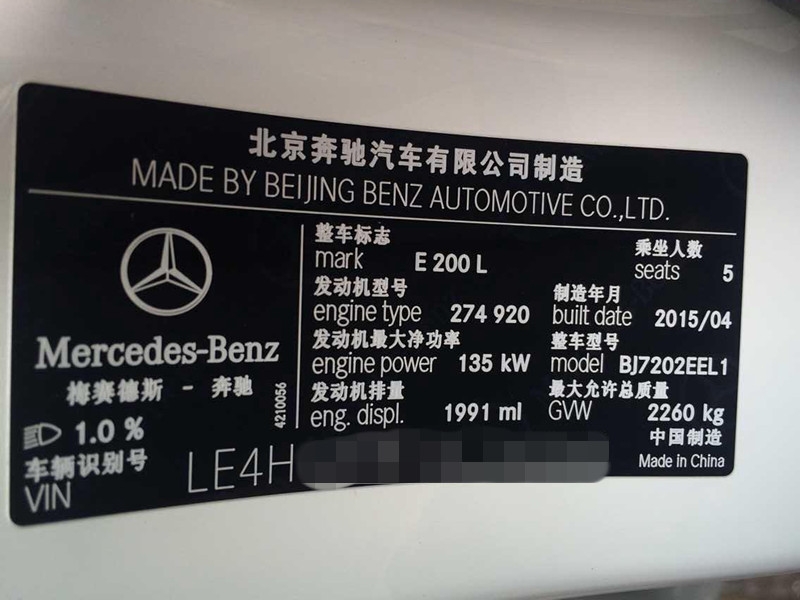 北京奔驰汽车有限公司制造
MADE BY BEIJING BENZ AUTOMOTIVE CO.,LTD.
Mercedes-Benz
梅赛德斯 - 奔驰
4210056
1.0 %
整车标志
mark E 200 L
乘坐人数
seats 5
发动机型号
engine type 274 920
制造年月
built date 2015/04
发动机最大净功率
engine power 135 kW
整车型号
model BJ7202EEL1
发动机排量
eng. displ. 1991 ml
最大允许总质量
GVW 2260 kg
中国制造
Made in China
车辆识别号
VIN LE4H